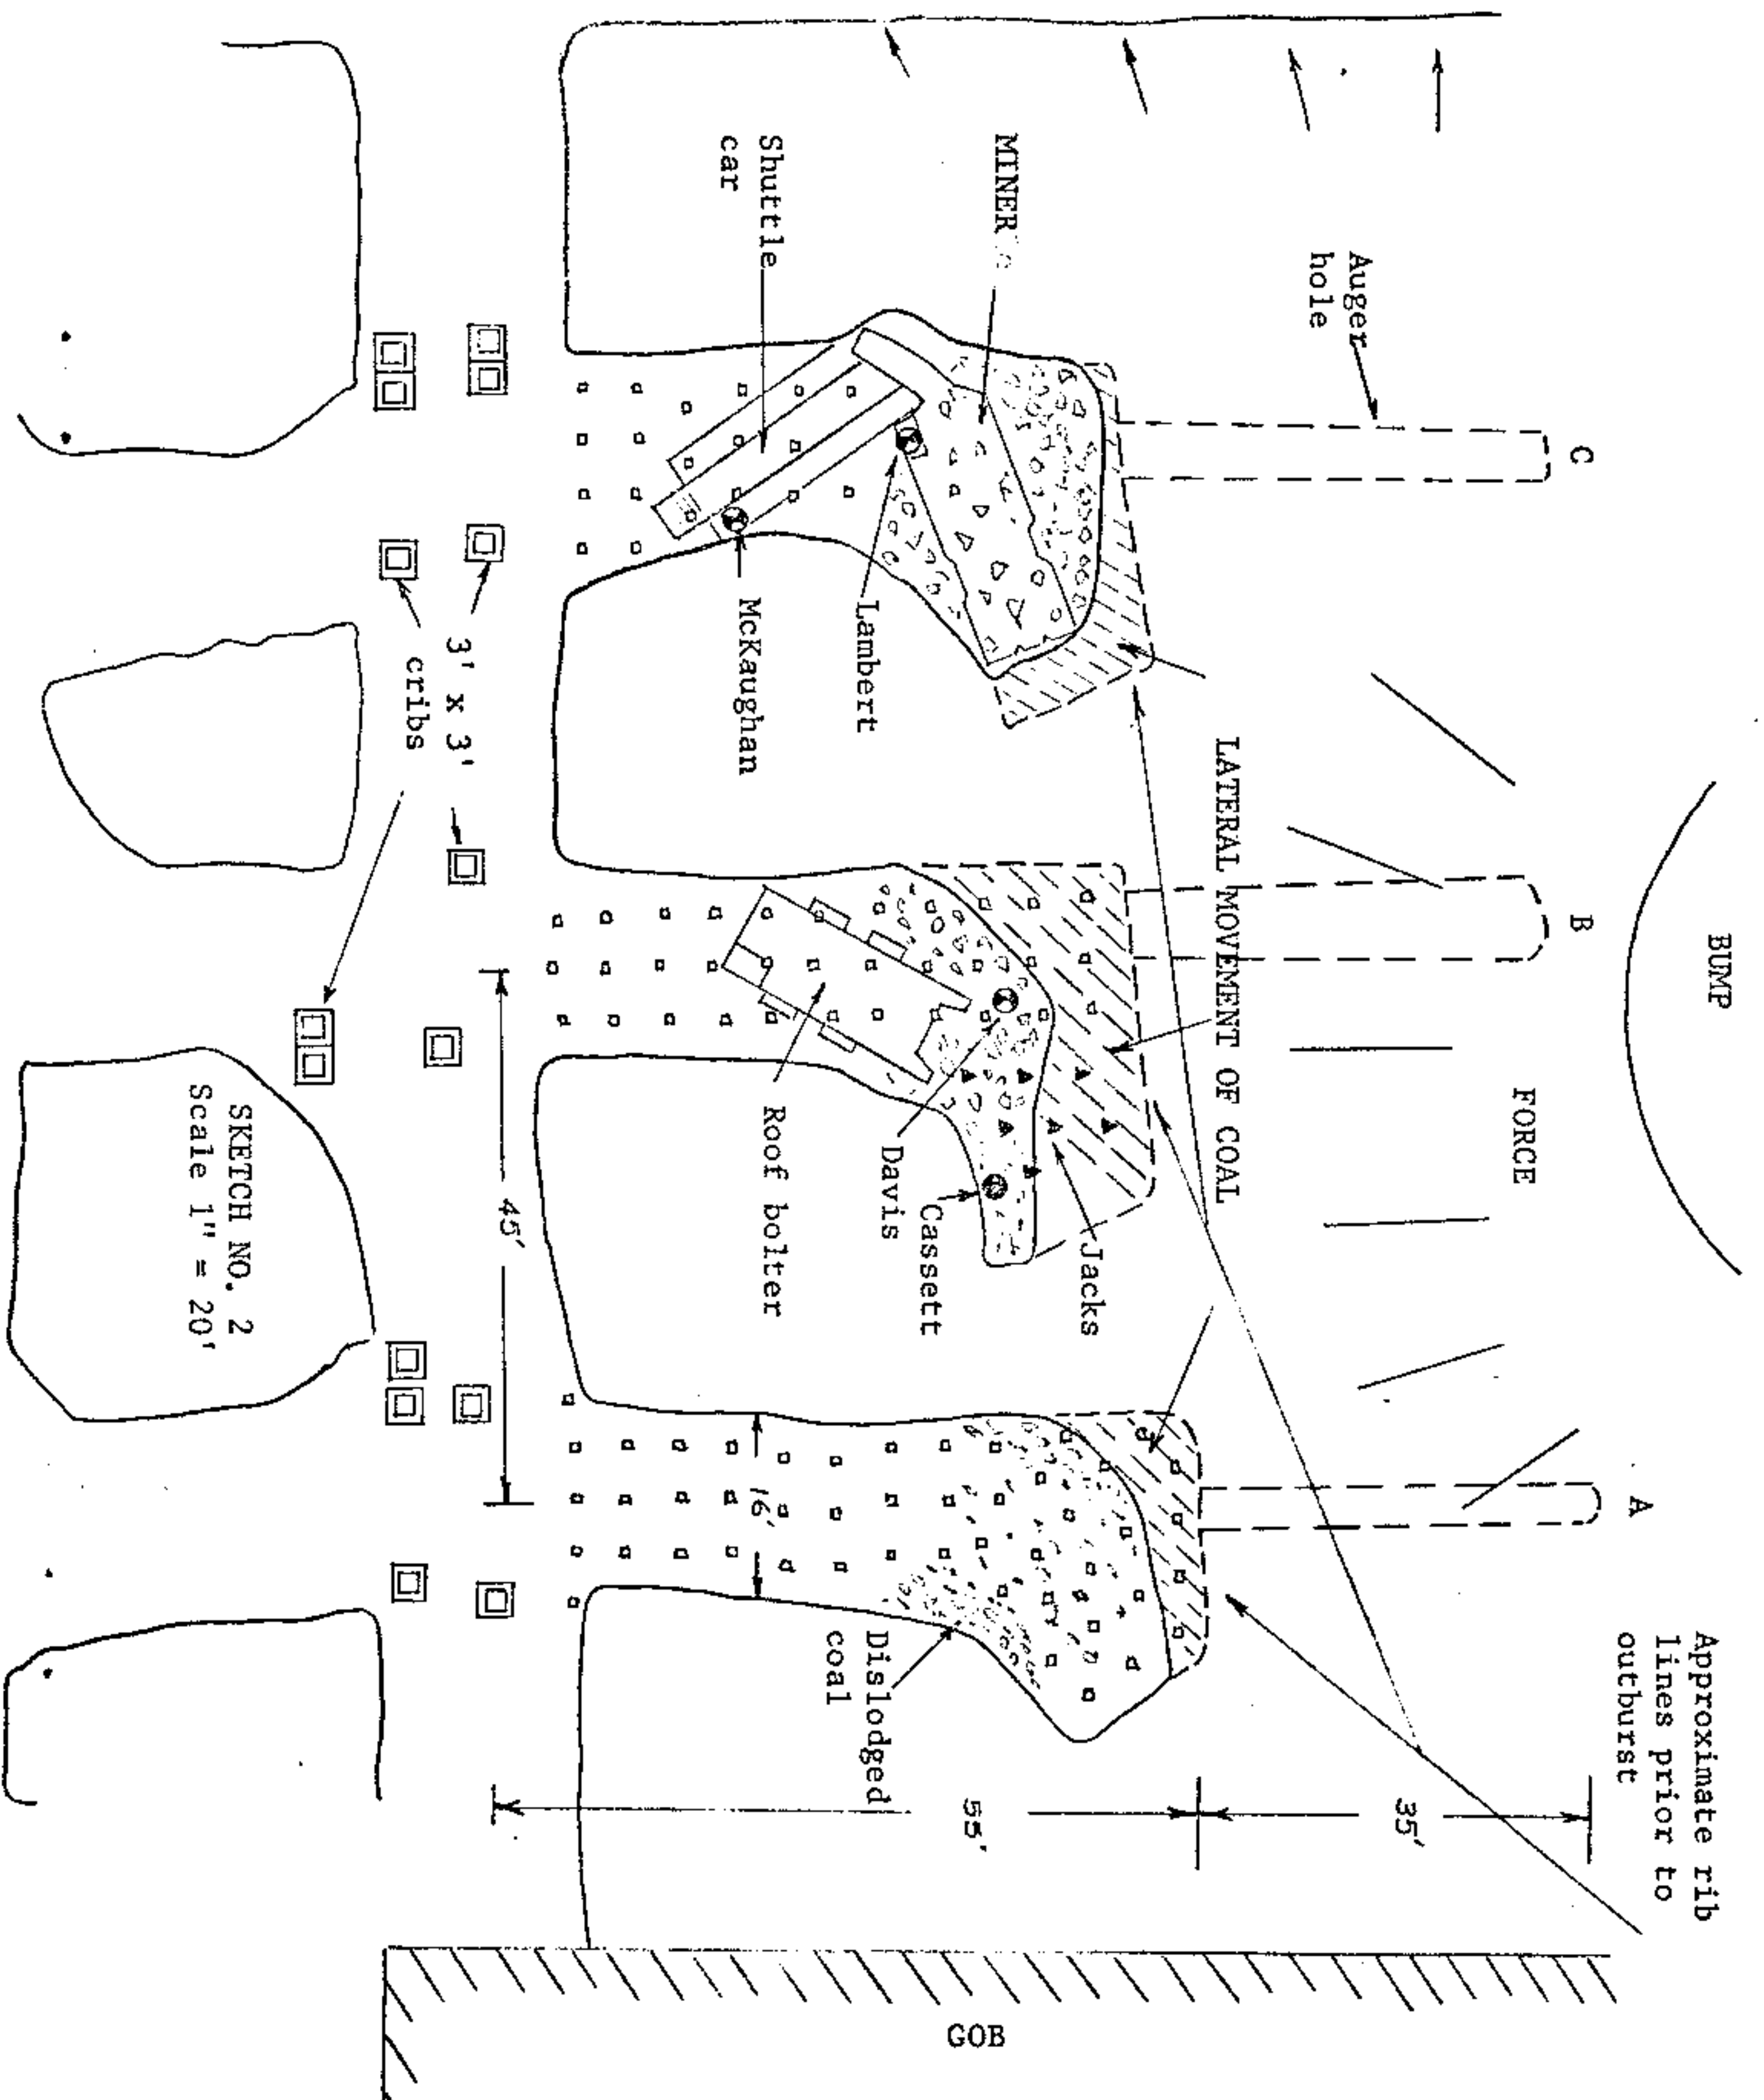 Approximate rib
lines prior to
outburst
BUMP
FORCE
A
B
C
35'
55'
GOB
LATERAL MOVEMENT OF COAL
Auger
hole
MINER
Jacks
Cassett
Davis
Dislodged
coal
Lambert
McKaughan
Shuttle
car
Roof bolter
16'
45'
3' x 3'
cribs
SKETCH NO. 2
Scale 1" = 20'